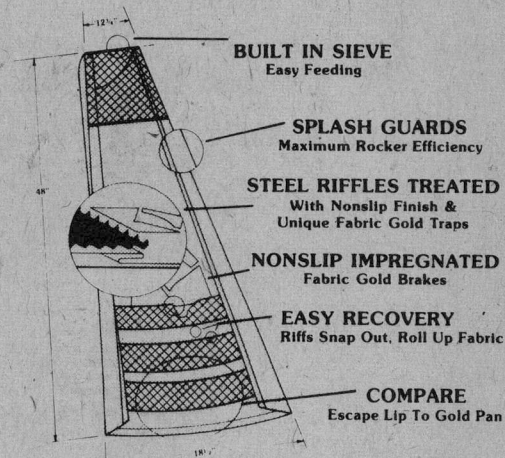 12¼"
BUILT IN SIEVE
Easy Feeding
SPLASH GUARDS
Maximum Rocker Efficiency
48"
STEEL RIFFLES TREATED
With Nonslip Finish &
Unique Fabric Gold Traps
NONSLIP IMPREGNATED
Fabric Gold Brakes
EASY RECOVERY
Riffs Snap Out, Roll Up Fabric
COMPARE
Escape Lip To Gold Pan